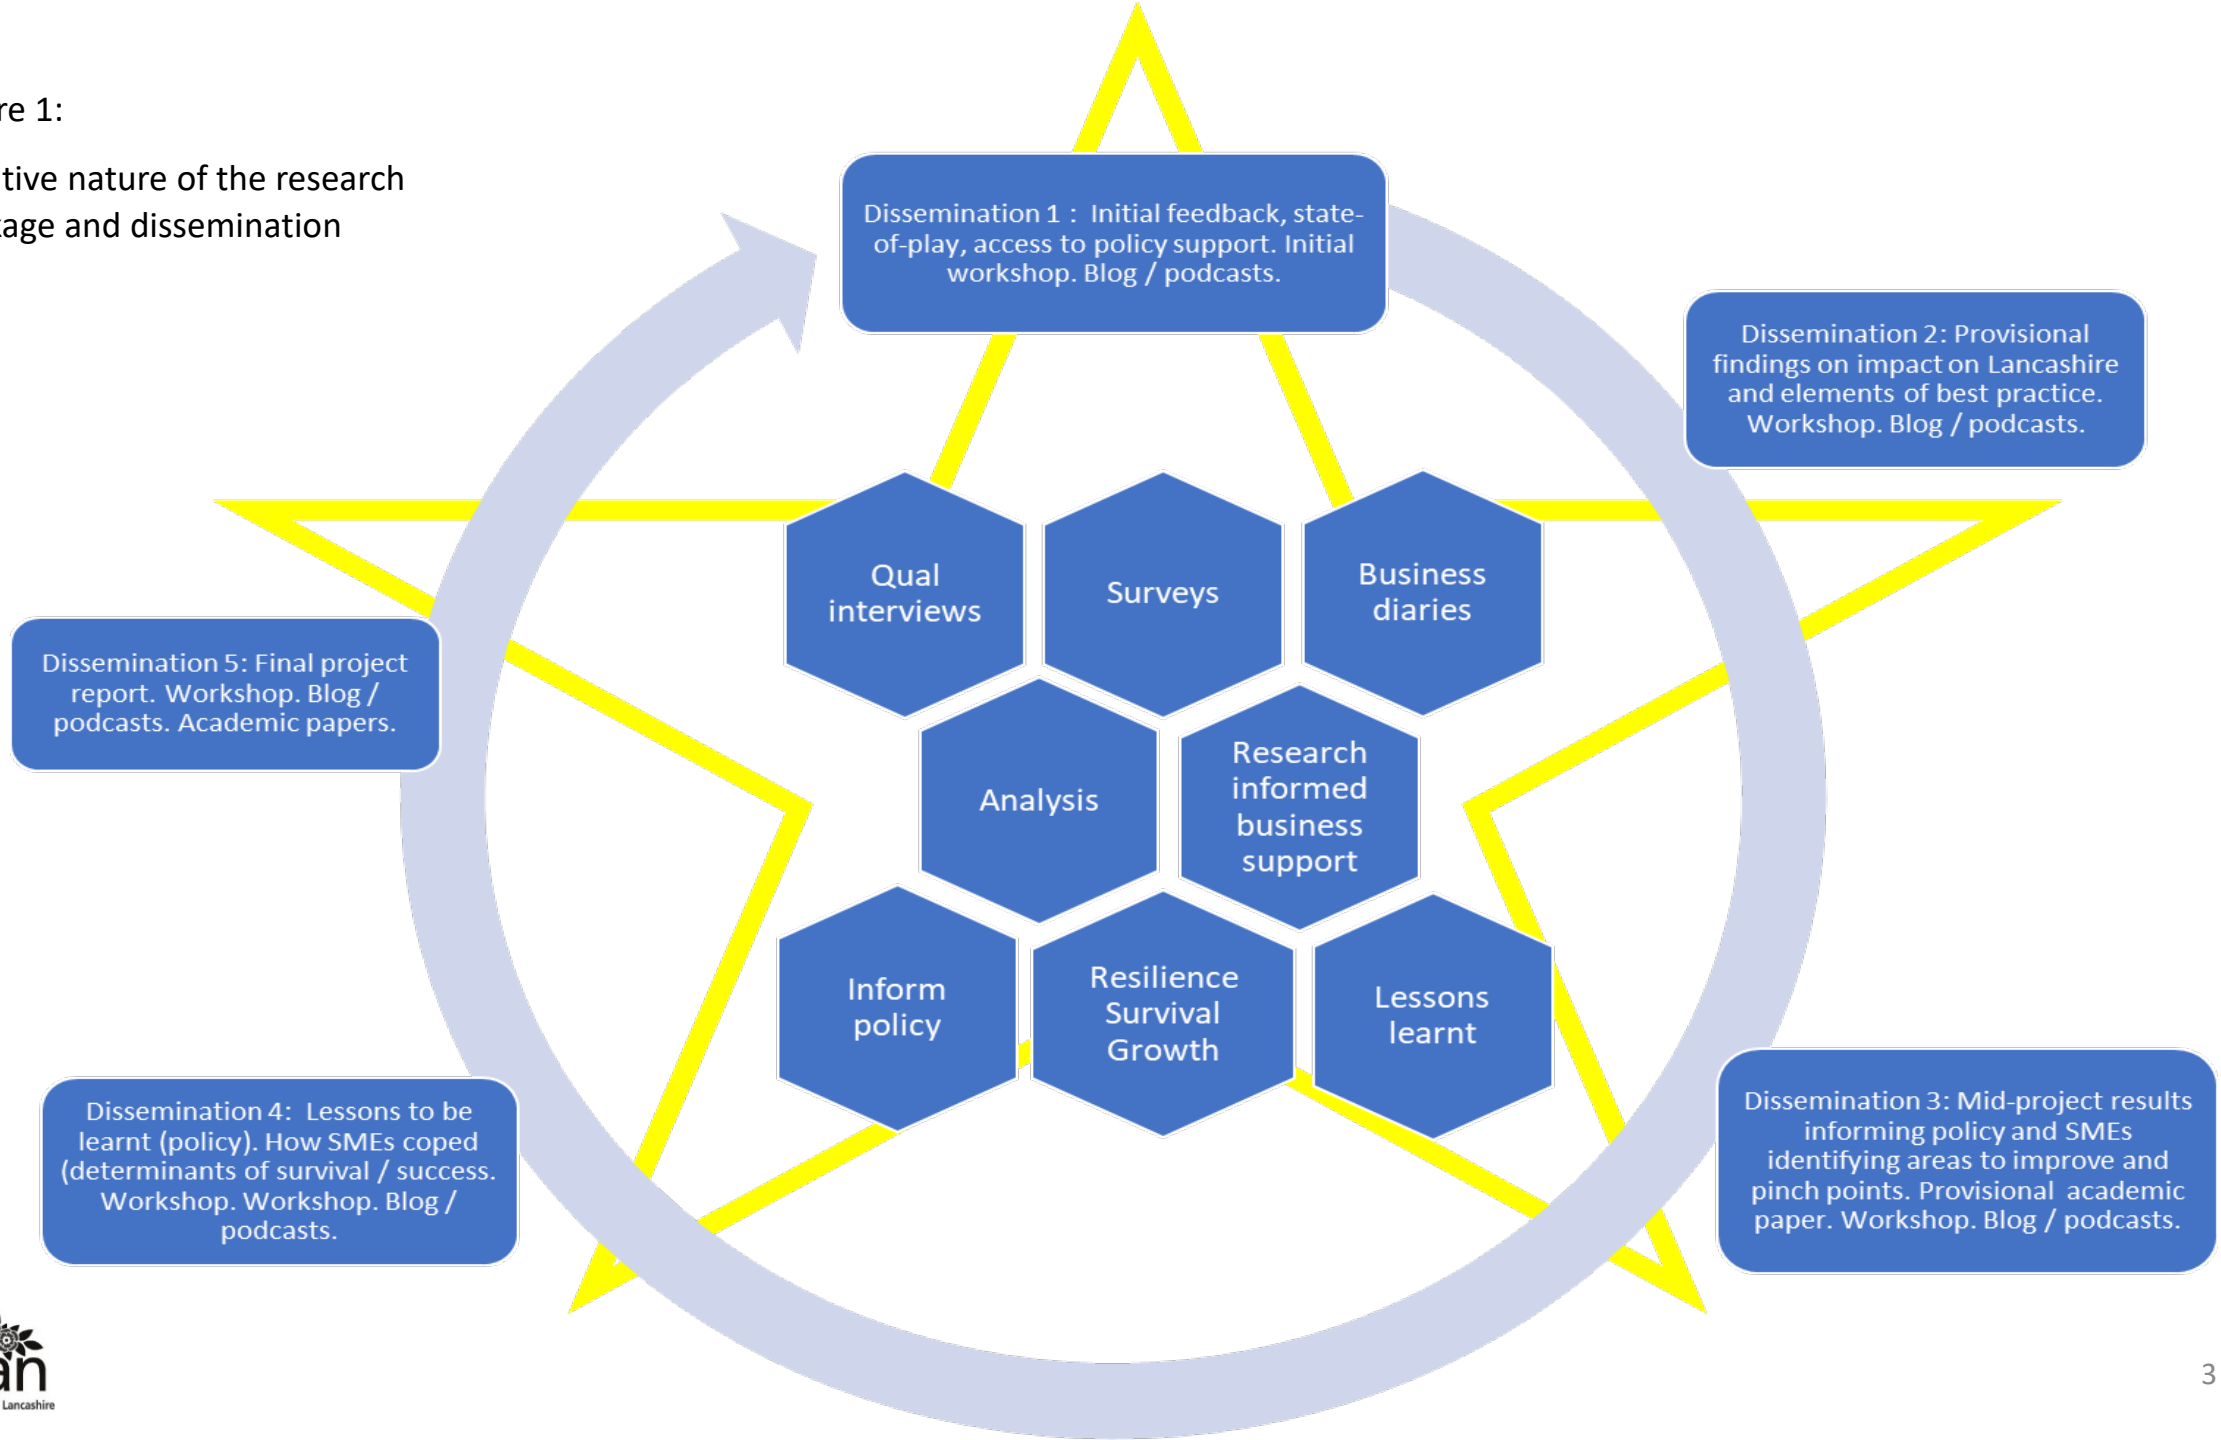 re 1:
tive nature of the research
age and dissemination
Dissemination 1 :  Initial feedback, state-
of-play, access to policy support. Initial
workshop. Blog / podcasts.
Dissemination 2: Provisional
findings on impact on Lancashire
and elements of best practice.
Workshop. Blog / podcasts.
Qual
interviews
Surveys
Business
diaries
Dissemination 5: Final project
report. Workshop. Blog /
podcasts. Academic papers.
Analysis
Research
informed
business
support
Inform
policy
Resilience
Survival
Growth
Lessons
learnt
Dissemination 4:  Lessons to be
learnt (policy). How SMEs coped
(determinants of survival / success.
Workshop. Workshop. Blog /
podcasts.
Dissemination 3: Mid-project results
informing policy and SMEs
identifying areas to improve and
pinch points. Provisional academic
paper. Workshop. Blog / podcasts.
an
Lancashire
3